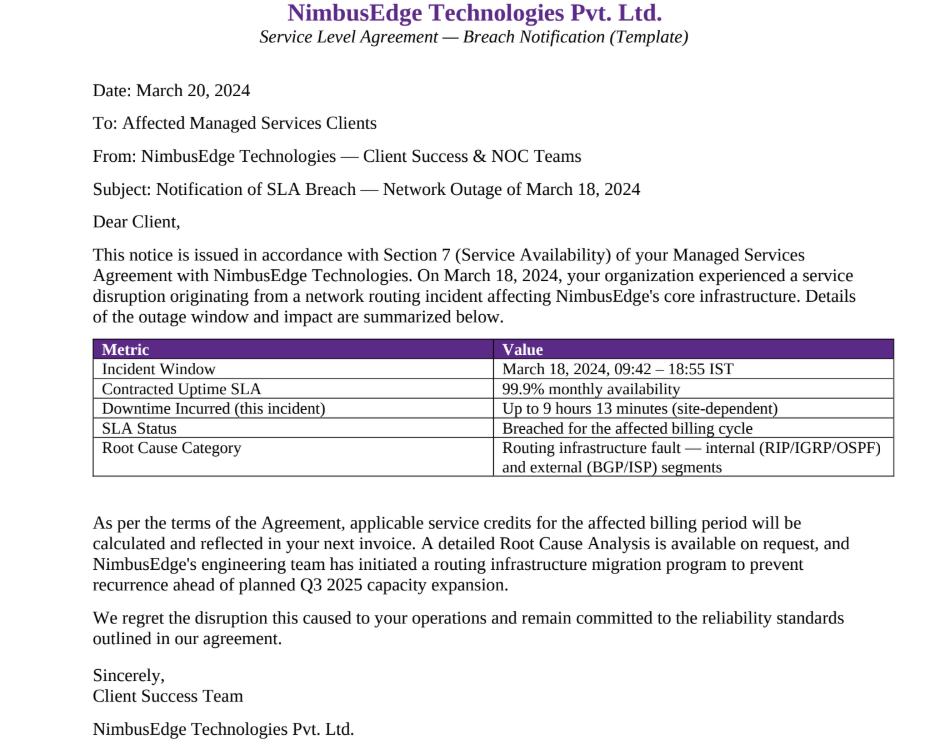 NimbusEdge Technologies Pvt. Ltd.
Service Level Agreement — Breach Notification (Template)
Date: March 20, 2024
To: Affected Managed Services Clients
From: NimbusEdge Technologies — Client Success & NOC Teams
Subject: Notification of SLA Breach — Network Outage of March 18, 2024
Dear Client,
This notice is issued in accordance with Section 7 (Service Availability) of your Managed Services
Agreement with NimbusEdge Technologies. On March 18, 2024, your organization experienced a service
disruption originating from a network routing incident affecting NimbusEdge's core infrastructure. Details
of the outage window and impact are summarized below.
Metric Value
Incident Window March 18, 2024, 09:42 – 18:55 IST
Contracted Uptime SLA 99.9% monthly availability
Downtime Incurred (this incident) Up to 9 hours 13 minutes (site-dependent)
SLA Status Breached for the affected billing cycle
Root Cause Category Routing infrastructure fault — internal (RIP/IGRP/OSPF)
and external (BGP/ISP) segments
As per the terms of the Agreement, applicable service credits for the affected billing period will be
calculated and reflected in your next invoice. A detailed Root Cause Analysis is available on request, and
NimbusEdge's engineering team has initiated a routing infrastructure migration program to prevent
recurrence ahead of planned Q3 2025 capacity expansion.
We regret the disruption this caused to your operations and remain committed to the reliability standards
outlined in our agreement.
Sincerely,
Client Success Team
NimbusEdge Technologies Pvt. Ltd.